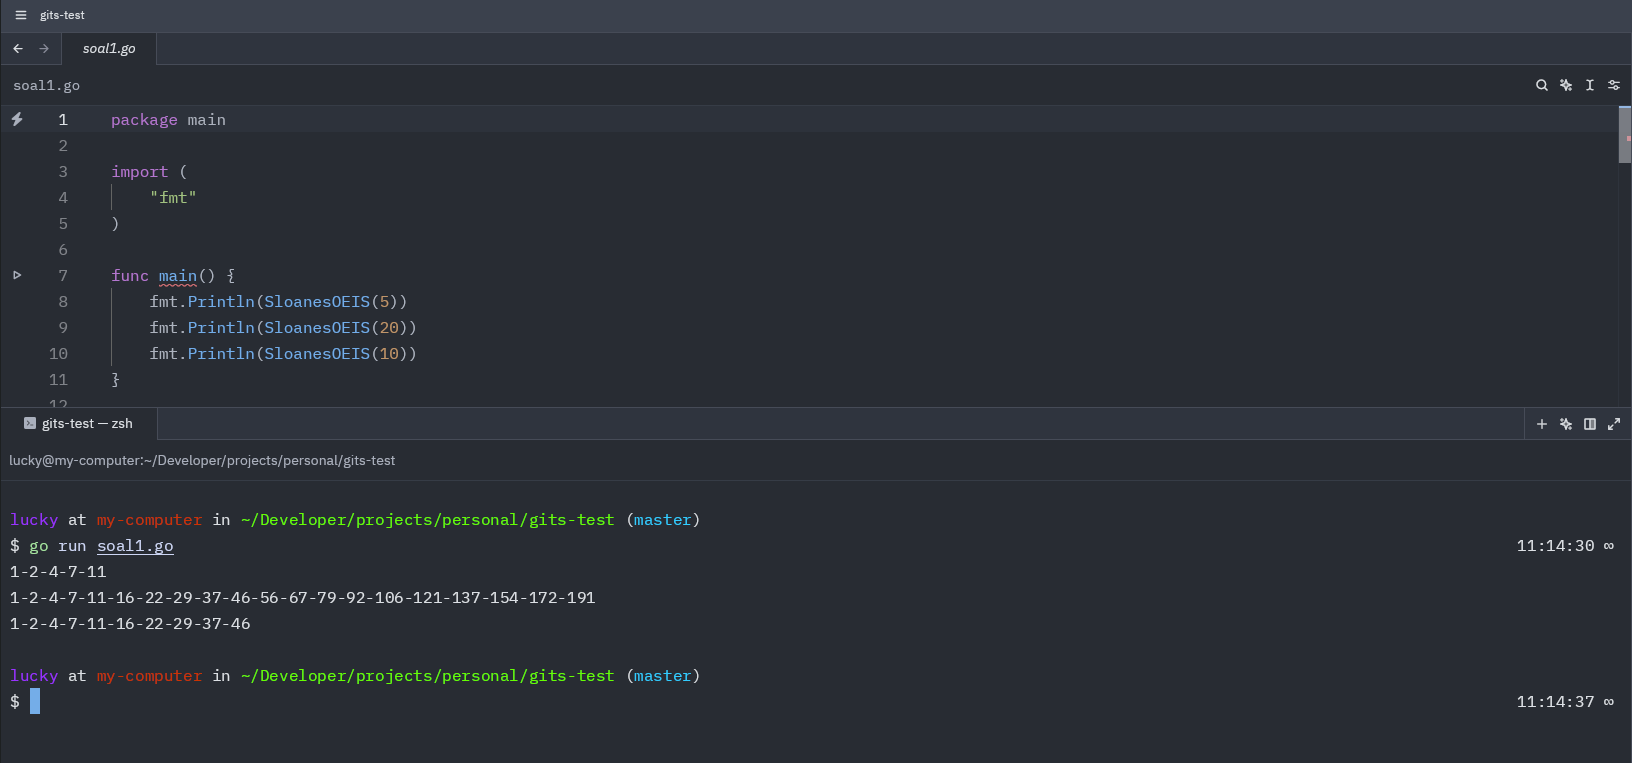 gits-test
soal1.go
soal1.go
1 package main
2
3 import (
4 "fmt"
5 )
6
7 func main() {
8 fmt.Println(SloanesOEIS(5))
9 fmt.Println(SloanesOEIS(20))
10 fmt.Println(SloanesOEIS(10))
11 }
12
gits-test — zsh
lucky@my-computer:~/Developer/projects/personal/gits-test
lucky at my-computer in ~/Developer/projects/personal/gits-test (master)
$ go run soal1.go 11:14:30 ∞
1-2-4-7-11
1-2-4-7-11-16-22-29-37-46-56-67-79-92-106-121-137-154-172-191
1-2-4-7-11-16-22-29-37-46
lucky at my-computer in ~/Developer/projects/personal/gits-test (master)
$ 11:14:37 ∞